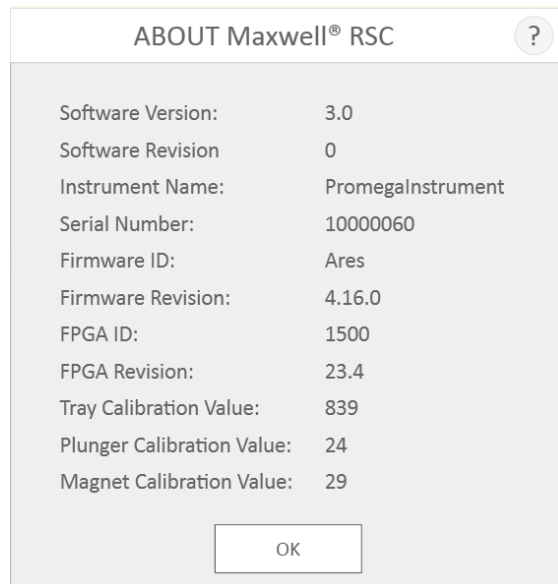 ABOUT Maxwell® RSC ?
Software Version: 3.0
Software Revision 0
Instrument Name: PromegaInstrument
Serial Number: 10000060
Firmware ID: Ares
Firmware Revision: 4.16.0
FPGA ID: 1500
FPGA Revision: 23.4
Tray Calibration Value: 839
Plunger Calibration Value: 24
Magnet Calibration Value: 29
OK